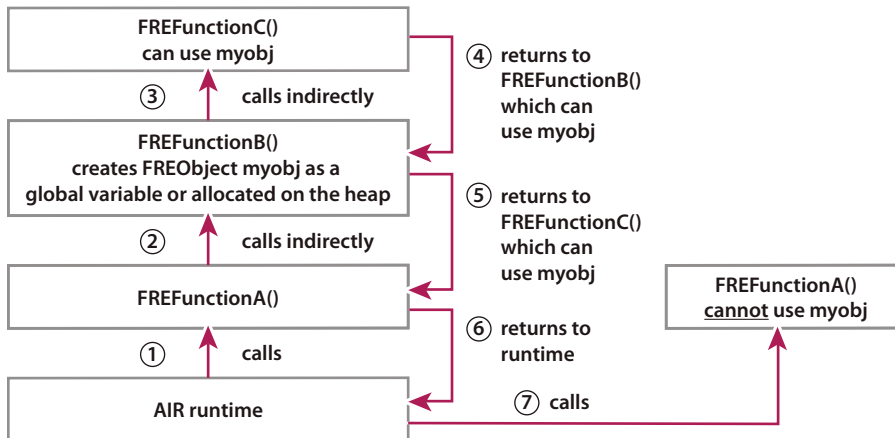 FREFunctionC()
can use myobj
④ returns to
FREFunctionB()
which can
use myobj
③ calls indirectly
FREFunctionB()
creates FREObject myobj as a
global variable or allocated on the heap
⑤ returns to
FREFunctionC()
which can
use myobj
② calls indirectly
FREFunctionA()
FREFunctionA()
cannot use myobj
⑥ returns to
runtime
① calls
AIR runtime
⑦ calls